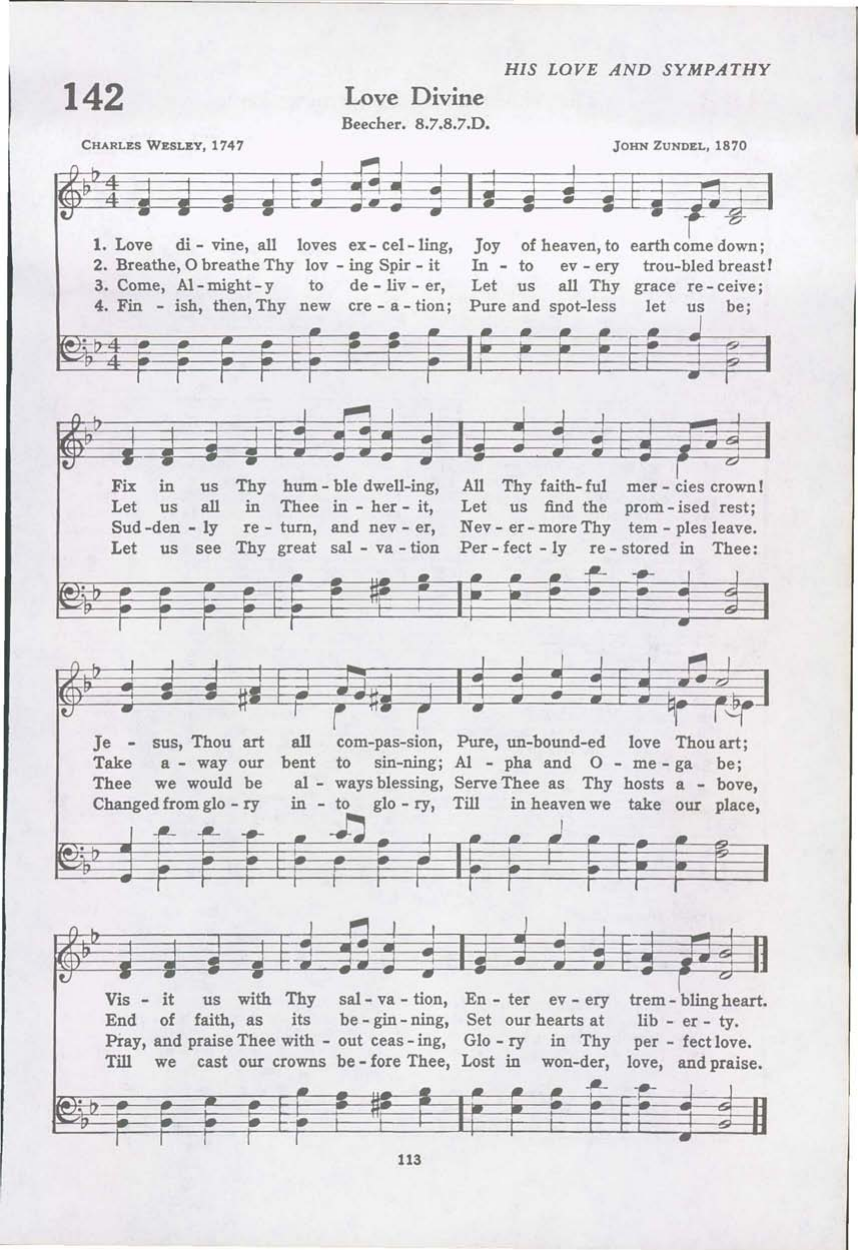 HIS LOVE AND SYMPATHY
142
Love Divine
Beecher. 8.7.8.7.D.
CHARLES WESLEY, 1747 JOHN ZUNDEL, 1870
1. Love di - vine, all loves ex - cel - ling, Joy of heaven, to earth come down;
2. Breathe, O breathe Thy lov - ing Spir - it In - to ev - ery trou-bled breast!
3. Come, Al - might - y to de - liv - er, Let us all Thy grace re - ceive;
4. Fin - ish, then, Thy new cre - a - tion; Pure and spot-less let us be;
Fix in us Thy hum - ble dwell-ing, All Thy faith-ful mer - cies crown!
Let us all in Thee in - her - it, Let us find the prom - ised rest;
Sud - den - ly re - turn, and nev - er, Nev - er - more Thy tem - ples leave.
Let us see Thy great sal - va - tion Per - fect - ly re - stored in Thee:
Je - sus, Thou art all com-pas-sion, Pure, un-bound-ed love Thou art;
Take a - way our bent to sin-ning; Al - pha and O - me - ga be;
Thee we would be al - ways blessing, Serve Thee as Thy hosts a - bove,
Changed from glo - ry in - to glo - ry, Till in heaven we take our place,
Vis - it us with Thy sal - va - tion, En - ter ev - ery trem - bling heart.
End of faith, as its be - gin - ning, Set our hearts at lib - er - ty.
Pray, and praise Thee with - out ceas - ing, Glo - ry in Thy per - fect love.
Till we cast our crowns be - fore Thee, Lost in won-der, love, and praise.
113